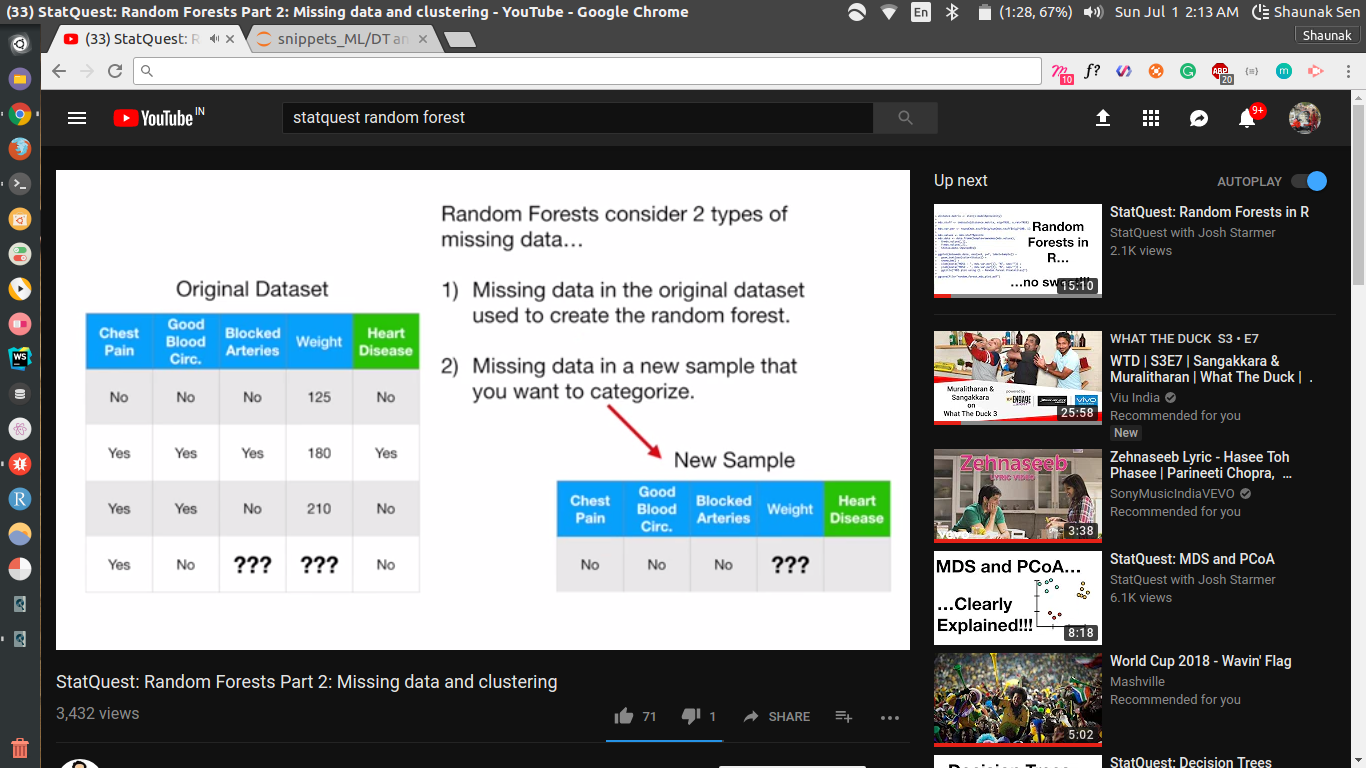 (33) StatQuest: Random Forests Part 2: Missing data and clustering - YouTube - Google Chrome
En
(1:28, 67%)
Sun Jul 1 2:13 AM
Shaunak Sen
(33) StatQuest: R
snippets_ML/DT an
Shaunak
10
f?
ABP
20
YouTube IN
statquest random forest
9+
Random Forests consider 2 types of
missing data...
1) Missing data in the original dataset
used to create the random forest.
2) Missing data in a new sample that
you want to categorize.
Original Dataset
Chest Pain Good Blood Circ. Blocked Arteries Weight Heart Disease
No No No 125 No
Yes Yes Yes 180 Yes
Yes Yes No 210 No
Yes No ??? ??? No
New Sample
Chest Pain Good Blood Circ. Blocked Arteries Weight Heart Disease
No No No ???
StatQuest: Random Forests Part 2: Missing data and clustering
3,432 views
71
1
SHARE
Up next
AUTOPLAY
Random
Forests in
R...
...no sw
15:10
StatQuest: Random Forests in R
StatQuest with Josh Starmer
2.1K views
Muralitharan &
Sangakkara
on
What The Duck 3
vivo
25:58
WHAT THE DUCK S3 • E7
WTD | S3E7 | Sangakkara &
Muralitharan | What The Duck | .
Viu India
Recommended for you
New
Zehnaseeb
LYRIC VIDEO
vevo
3:38
Zehnaseeb Lyric - Hasee Toh
Phasee | Parineeti Chopra, ...
SonyMusicIndiaVEVO
Recommended for you
MDS and PCoA...
...Clearly
Explained!!!
8:18
StatQuest: MDS and PCoA
StatQuest with Josh Starmer
6.1K views
5:02
World Cup 2018 - Wavin' Flag
Mashville
Recommended for you
StatQuest: Decision Trees